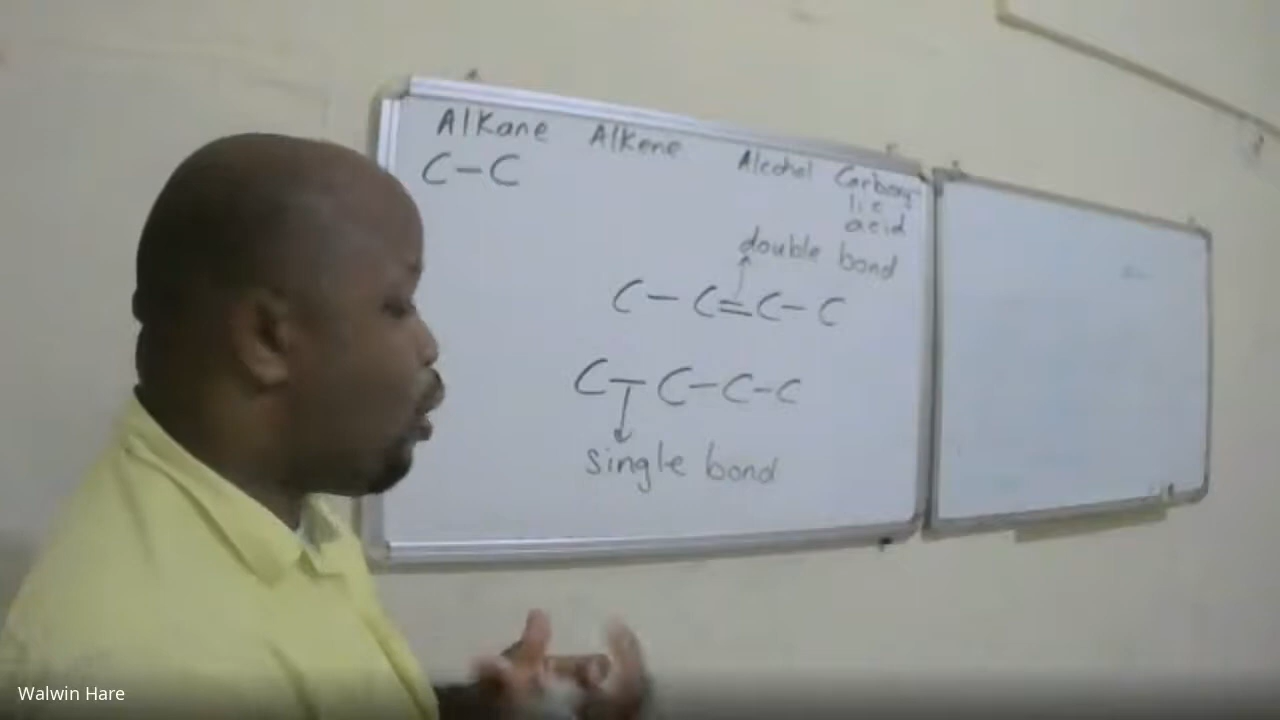 Alkane Alkene Alcohol Carboxy-
lic
acid
C-C
double bond
C-C=C-C
C-C-C-C
single bond
Walwin Hare